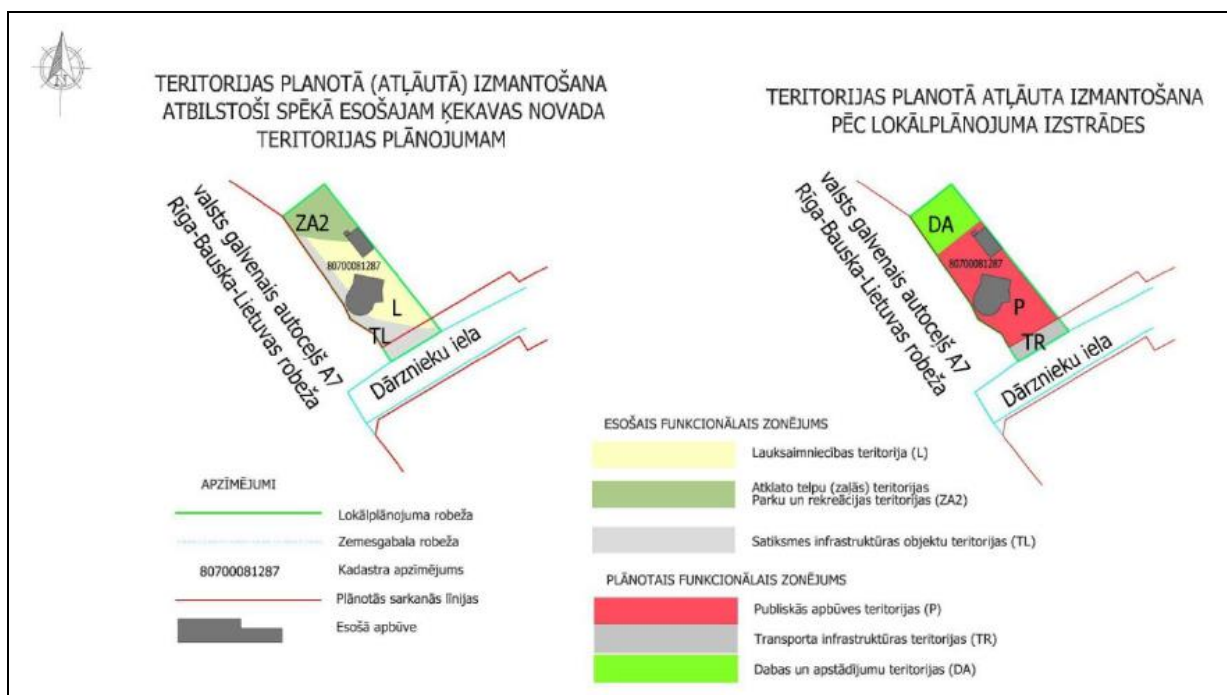 N
TERITORIJAS PLANOTĀ (ATĻĀUTĀ) IZMANTOŠANA
ATBILSTOŠI SPĒKĀ ESOŠAJAM ĶEKAVAS NOVADA
TERITORIJAS PLĀNOJUMAM
valsts galvenais autoceļš A7
Rīga-Bauska-Lietuvas robeža
ZA2
80700081287
L
TL
Dārznieku iela
TERITORIJAS PLANOTĀ ATĻĀUTA IZMANTOŠANA
PĒC LOKĀLPLĀNOJUMA IZSTRĀDES
valsts galvenais autoceļš A7
Rīga-Bauska-Lietuvas robeža
DA
80700081287
P
TR
Dārznieku iela
APZĪMĒJUMI
Lokālplānojuma robeža
Zemesgabala robeža
80700081287
Kadastra apzīmējums
Plānotās sarkanās līnijas
Esošā apbūve
ESOŠAIS FUNKCIONĀLAIS ZONĒJUMS
Lauksaimniecības teritorija (L)
Atklāto telpu (zaļās) teritorijas
Parku un rekreācijas teritorijas (ZA2)
Satiksmes infrastruktūras objektu teritorijas (TL)
PLĀNOTAIS FUNKCIONĀLAIS ZONĒJUMS
Publiskās apbūves teritorijas (P)
Transporta infrastruktūras teritorijas (TR)
Dabas un apstādījumu teritorijas (DA)